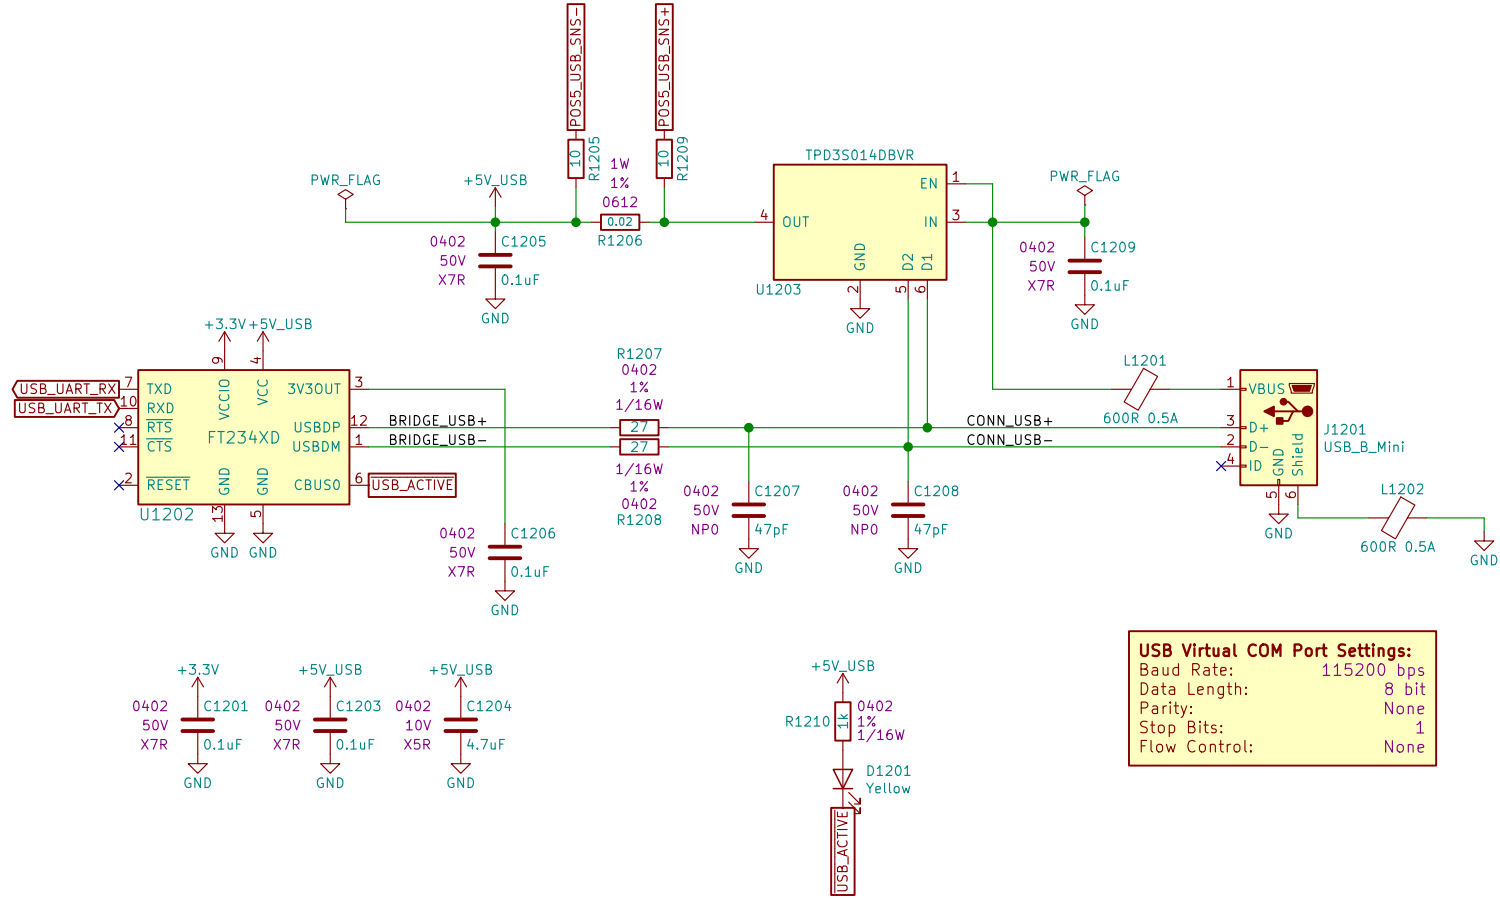 POS5_USB_SNS-
POS5_USB_SNS+
10
R1205
10
R1209
1W
1%
0612
0.02
R1206
PWR_FLAG
+5V_USB
0402
50V
X7R
C1205
0.1uF
GND
TPD3S014DBVR
EN 1
4 OUT
IN 3
GND
D2
D1
2
5
6
U1203
GND
PWR_FLAG
0402
50V
X7R
C1209
0.1uF
GND
+3.3V
+5V_USB
9
4
USB_UART_RX
USB_UART_TX
7 TXD
10 RXD
8 RTS
11 CTS
2 RESET
VCCIO
VCC
FT234XD
3V3OUT 3
USBDP 12
USBDM 1
CBUS0 6
GND
GND
13
5
U1202
GND
GND
USB_ACTIVE
BRIDGE_USB+
BRIDGE_USB-
R1207
0402
1%
1/16W
27
27
1/16W
1%
0402
R1208
0402
50V
X7R
C1206
0.1uF
GND
0402
50V
NP0
C1207
47pF
GND
0402
50V
NP0
C1208
47pF
GND
CONN_USB+
CONN_USB-
L1201
600R 0.5A
1 VBUS
3 D+
2 D-
4 ID
GND
Shield
5
6
J1201
USB_B_Mini
GND
L1202
600R 0.5A
GND
+3.3V
0402
50V
X7R
C1201
0.1uF
GND
+5V_USB
0402
50V
X7R
C1203
0.1uF
GND
+5V_USB
0402
10V
X5R
C1204
4.7uF
GND
+5V_USB
R1210
1k
0402
1%
1/16W
D1201
Yellow
USB_ACTIVE
USB Virtual COM Port Settings:
Baud Rate: 115200 bps
Data Length: 8 bit
Parity: None
Stop Bits: 1
Flow Control: None